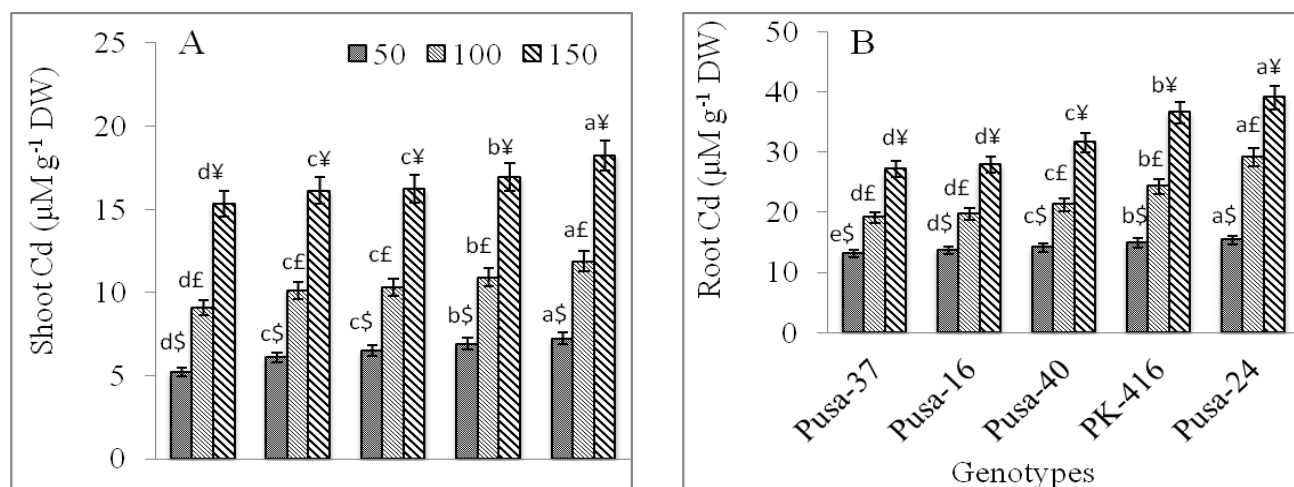 A
50 100 150
Shoot Cd (µM g⁻¹ DW)
25
20
15
10
5
0
d$ d£ d¥
c$ c£ c¥
c$ c£ c¥
b$ b£ b¥
a$ a£ a¥
B
Root Cd (µM g⁻¹ DW)
50
40
30
20
10
0
e$ d£ d¥
d$ d£ d¥
c$ c£ c¥
b$ b£ b¥
a$ a£ a¥
Pusa-37
Pusa-16
Pusa-40
PK-416
Pusa-24
Genotypes